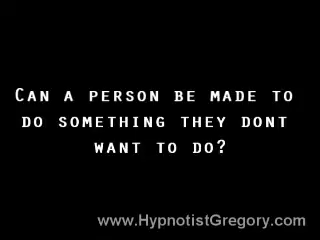 CAN A PERSON BE MADE TO
DO SOMETHING THEY DONT
WANT TO DO?
www.HypnotistGregory.com